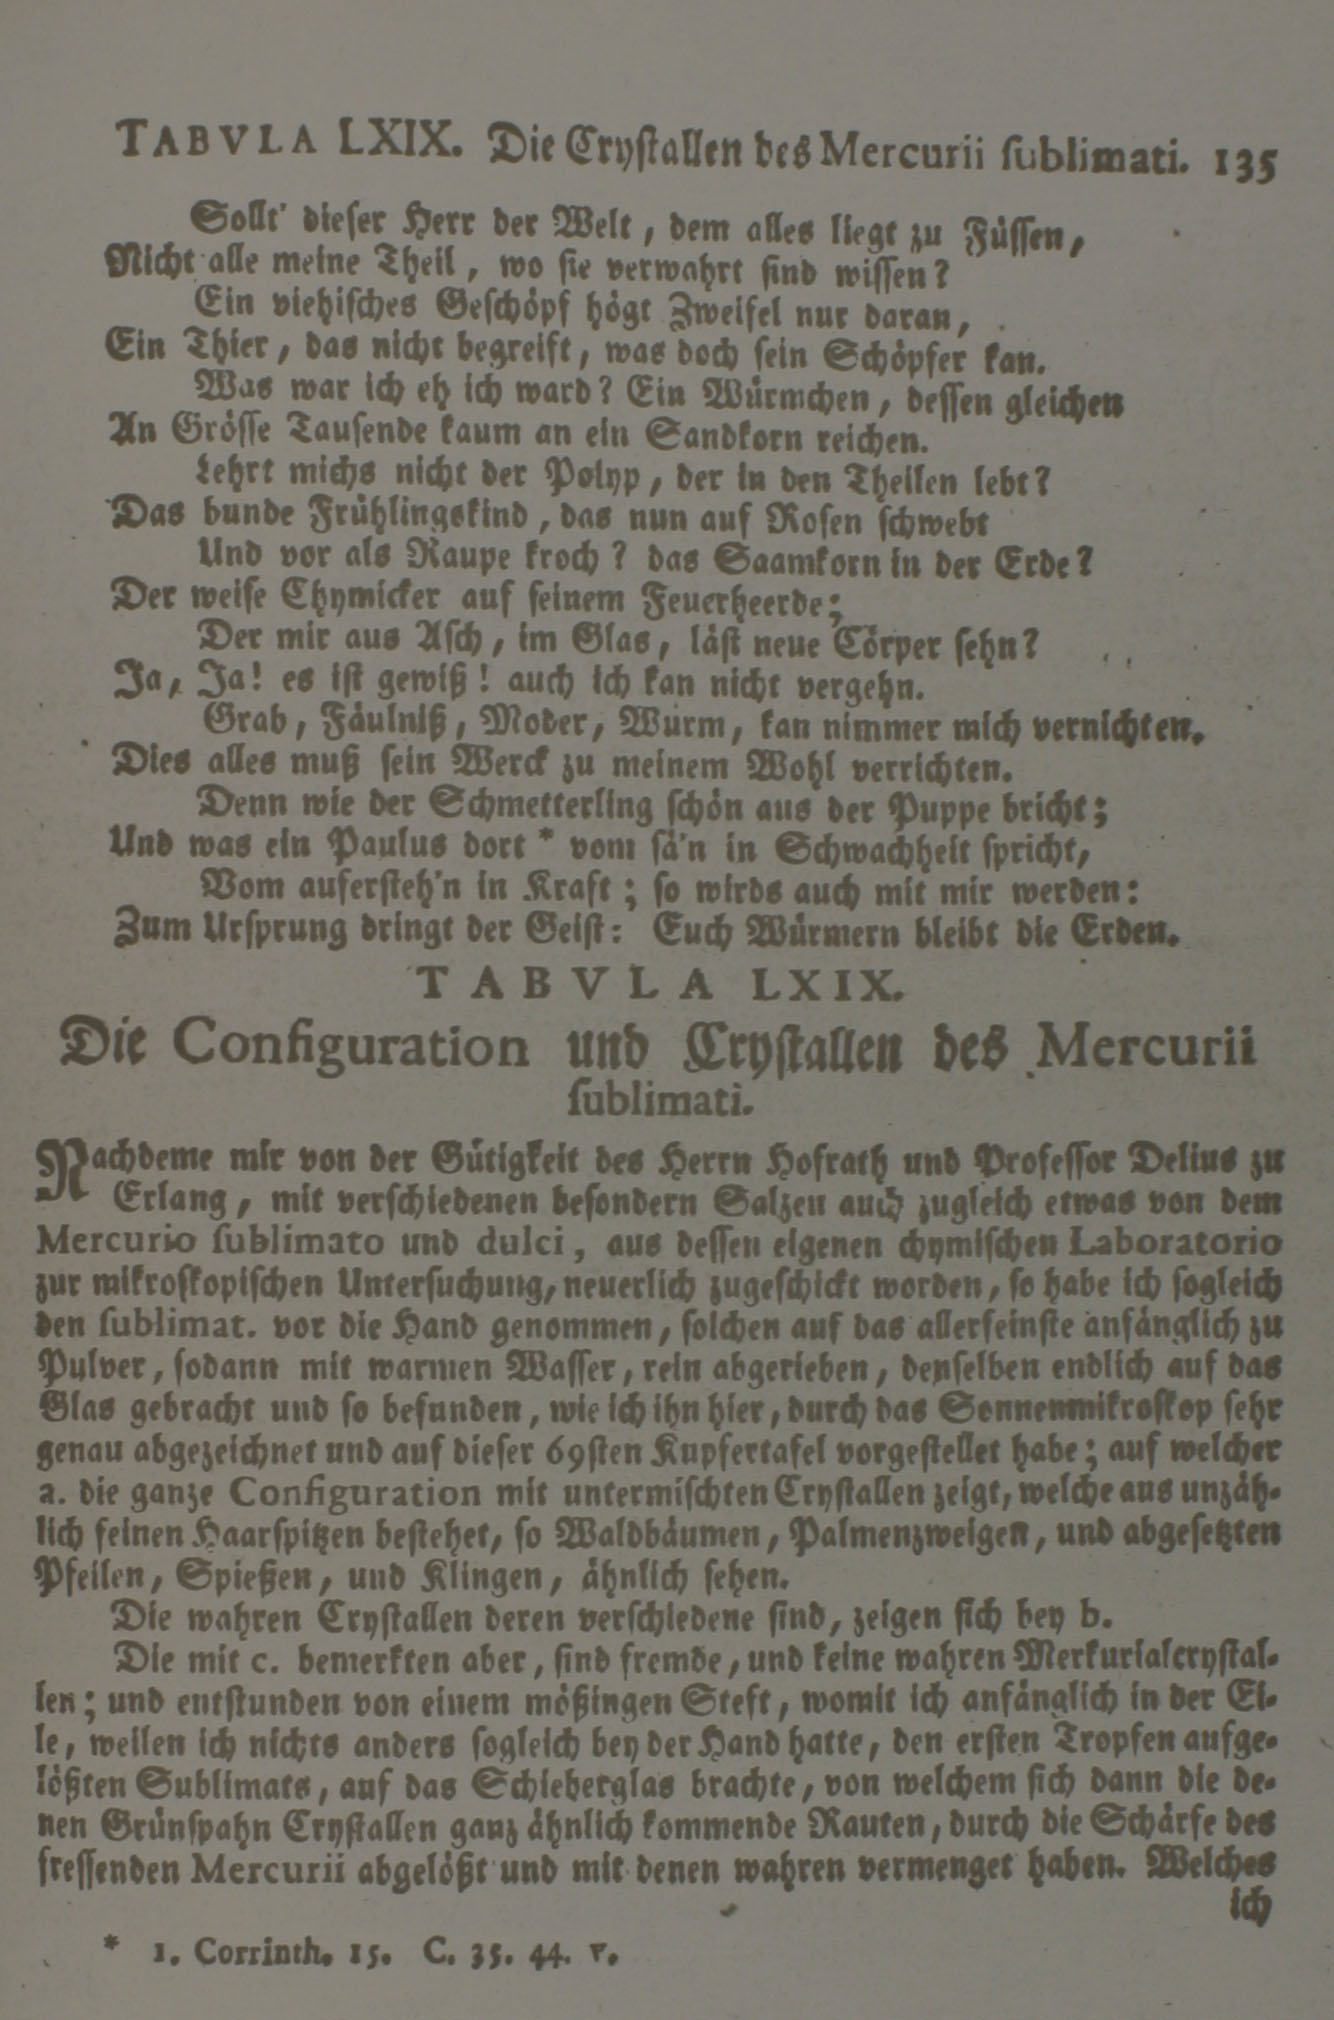 TABVLA LXIX. Die Crystallen des Mercurii sublimati. 135
Sollt' dieser Herr der Welt, dem alles liegt zu Füssen,
Nicht alle meine Theil, wo sie verwahrt sind wissen?
Ein viehisches Geschöpf högt Zweifel nur daran,
Ein Thier, das nicht begreift, was doch sein Schöpfer kan.
Was war ich eh ich ward? Ein Würmchen, dessen gleichen
An Grösse Tausende kaum an ein Sandkorn reichen.
Lehrt michs nicht der Polyp, der in den Theilen lebt?
Das bunde Frühlingskind, das nun auf Rosen schwebt
Und vor als Raupe kroch? das Saamkorn in der Erde?
Der weise Chymicker auf seinem Feuerheerde;
Der mir aus Asch, im Glas, läst neue Cörper sehn?
Ja, Ja! es ist gewiß! auch ich kan nicht vergehn.
Grab, Fäulniß, Moder, Wurm, kan nimmer mich vernichten.
Dies alles muß sein Werck zu meinem Wohl verrichten.
Denn wie der Schmetterling schön aus der Puppe bricht;
Und was ein Paulus dort * vom sä'n in Schwachheit spricht,
Vom aufersteh'n in Kraft; so wirds auch mit mir werden:
Zum Ursprung dringt der Geist: Euch Würmern bleibt die Erden.
TABVLA LXIX.
Die Configuration und Crystallen des Mercurii
sublimati.
Nachdeme mir von der Gütigkeit des Herrn Hofrath und Professor Delius zu
Erlang, mit verschiedenen besondern Salzen auch zugleich etwas von dem
Mercurio sublimato und dulci, aus dessen eigenen chymischen Laboratorio
zur mikroskopischen Untersuchung, neuerlich zugeschickt worden, so habe ich sogleich
den sublimat. vor die Hand genommen, solchen auf das allerfeinste anfänglich zu
Pulver, sodann mit warmen Wasser, rein abgerieben, denselben endlich auf das
Glas gebracht und so befunden, wie ich ihn hier, durch das Sonnenmikroskop sehr
genau abgezeichnet und auf dieser 69sten Kupfertafel vorgestellet habe; auf welcher
a. die ganze Configuration mit untermischten Crystallen zeigt, welche aus unzäh-
lich feinen Haarspitzen bestehet, so Waldbäumen, Palmenzweigen, und abgesetzten
Pfeilen, Spießen, und Klingen, ähnlich sehen.
Die wahren Crystallen deren verschiedene sind, zeigen sich bey b.
Die mit c. bemerkten aber, sind fremde, und keine wahren Merkurialcrystal-
len; und entstunden von einem mößingen Steft, womit ich anfänglich in der Ei-
le, weilen ich nichts anders sogleich bey der Hand hatte, den ersten Tropfen aufge-
lößten Sublimats, auf das Schieberglas brachte, von welchem sich dann die de-
nen Grünspahn Crystallen ganz ähnlich kommende Rauten, durch die Schärfe des
fressenden Mercurii abgelößt und mit denen wahren vermenget haben. Welches
ich
* 1. Corrinth. 15. C. 35. 44. v.